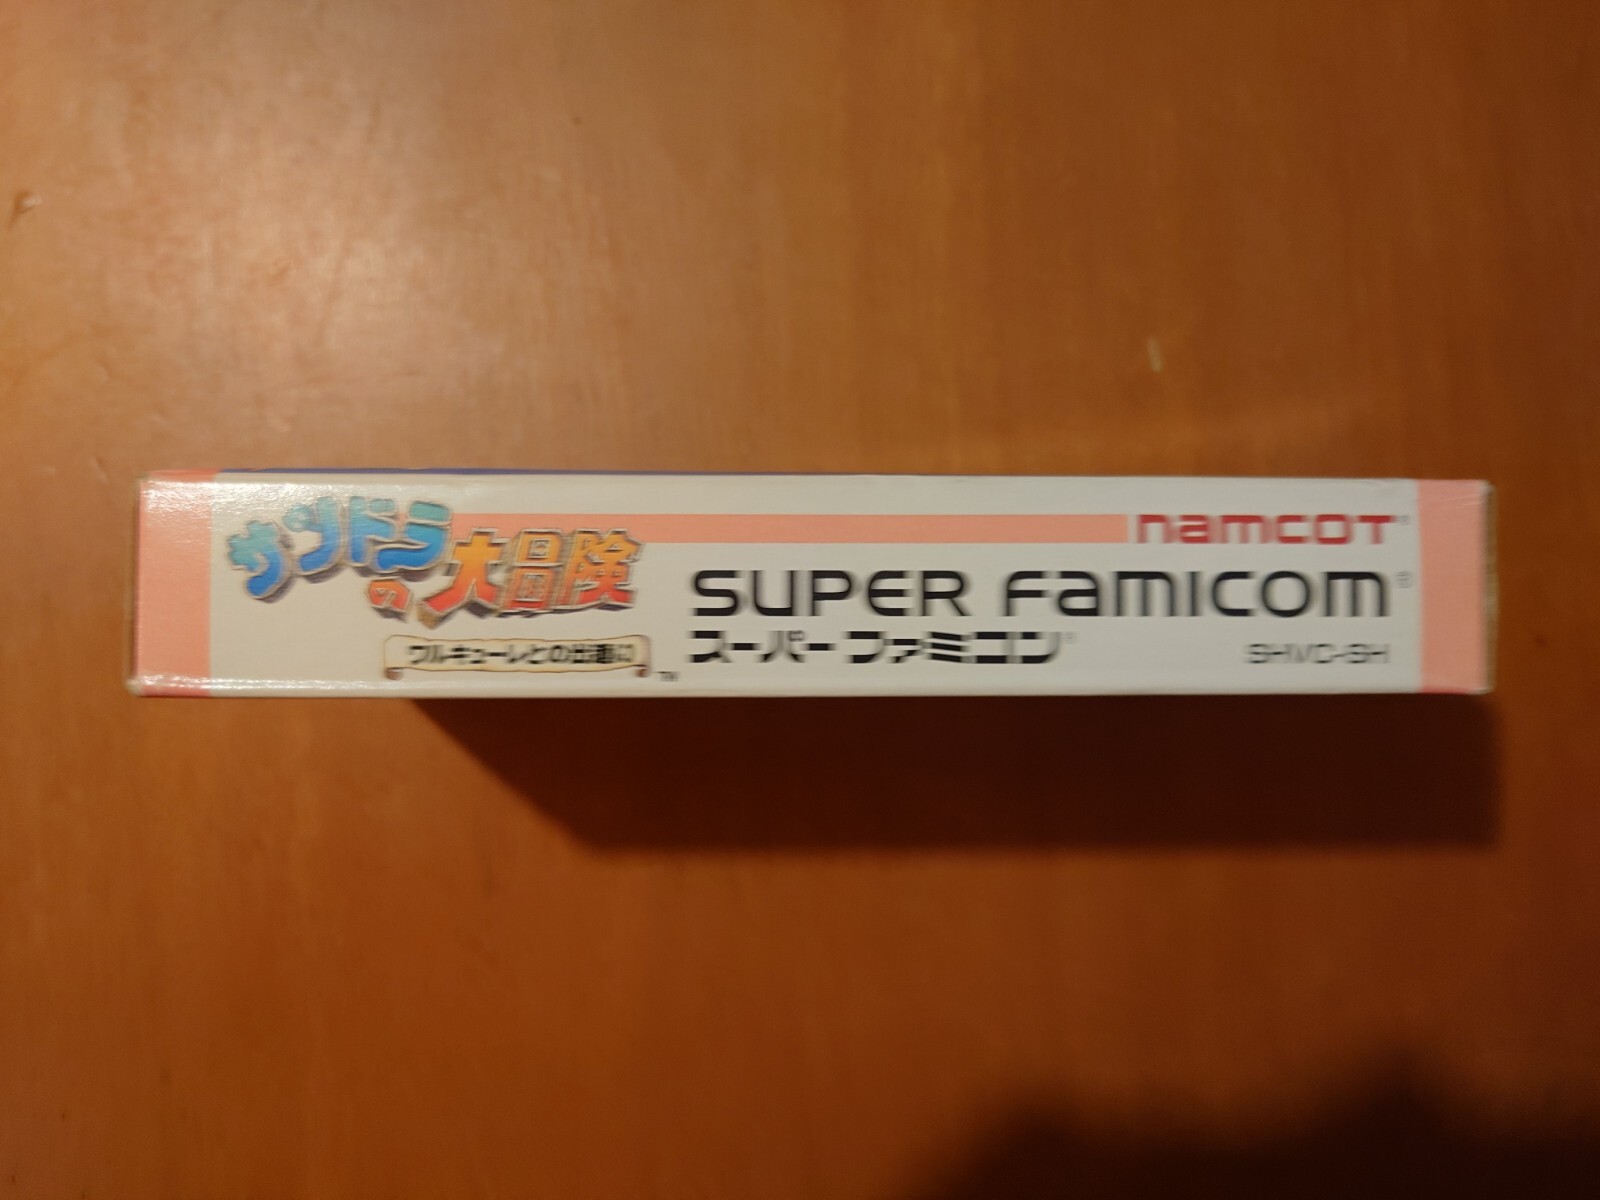 サンドラの大冒険
ワルキューレとの出逢い
TM
namcot®
SUPER FAMICOM®
スーパーファミコン®
SHVC-SH